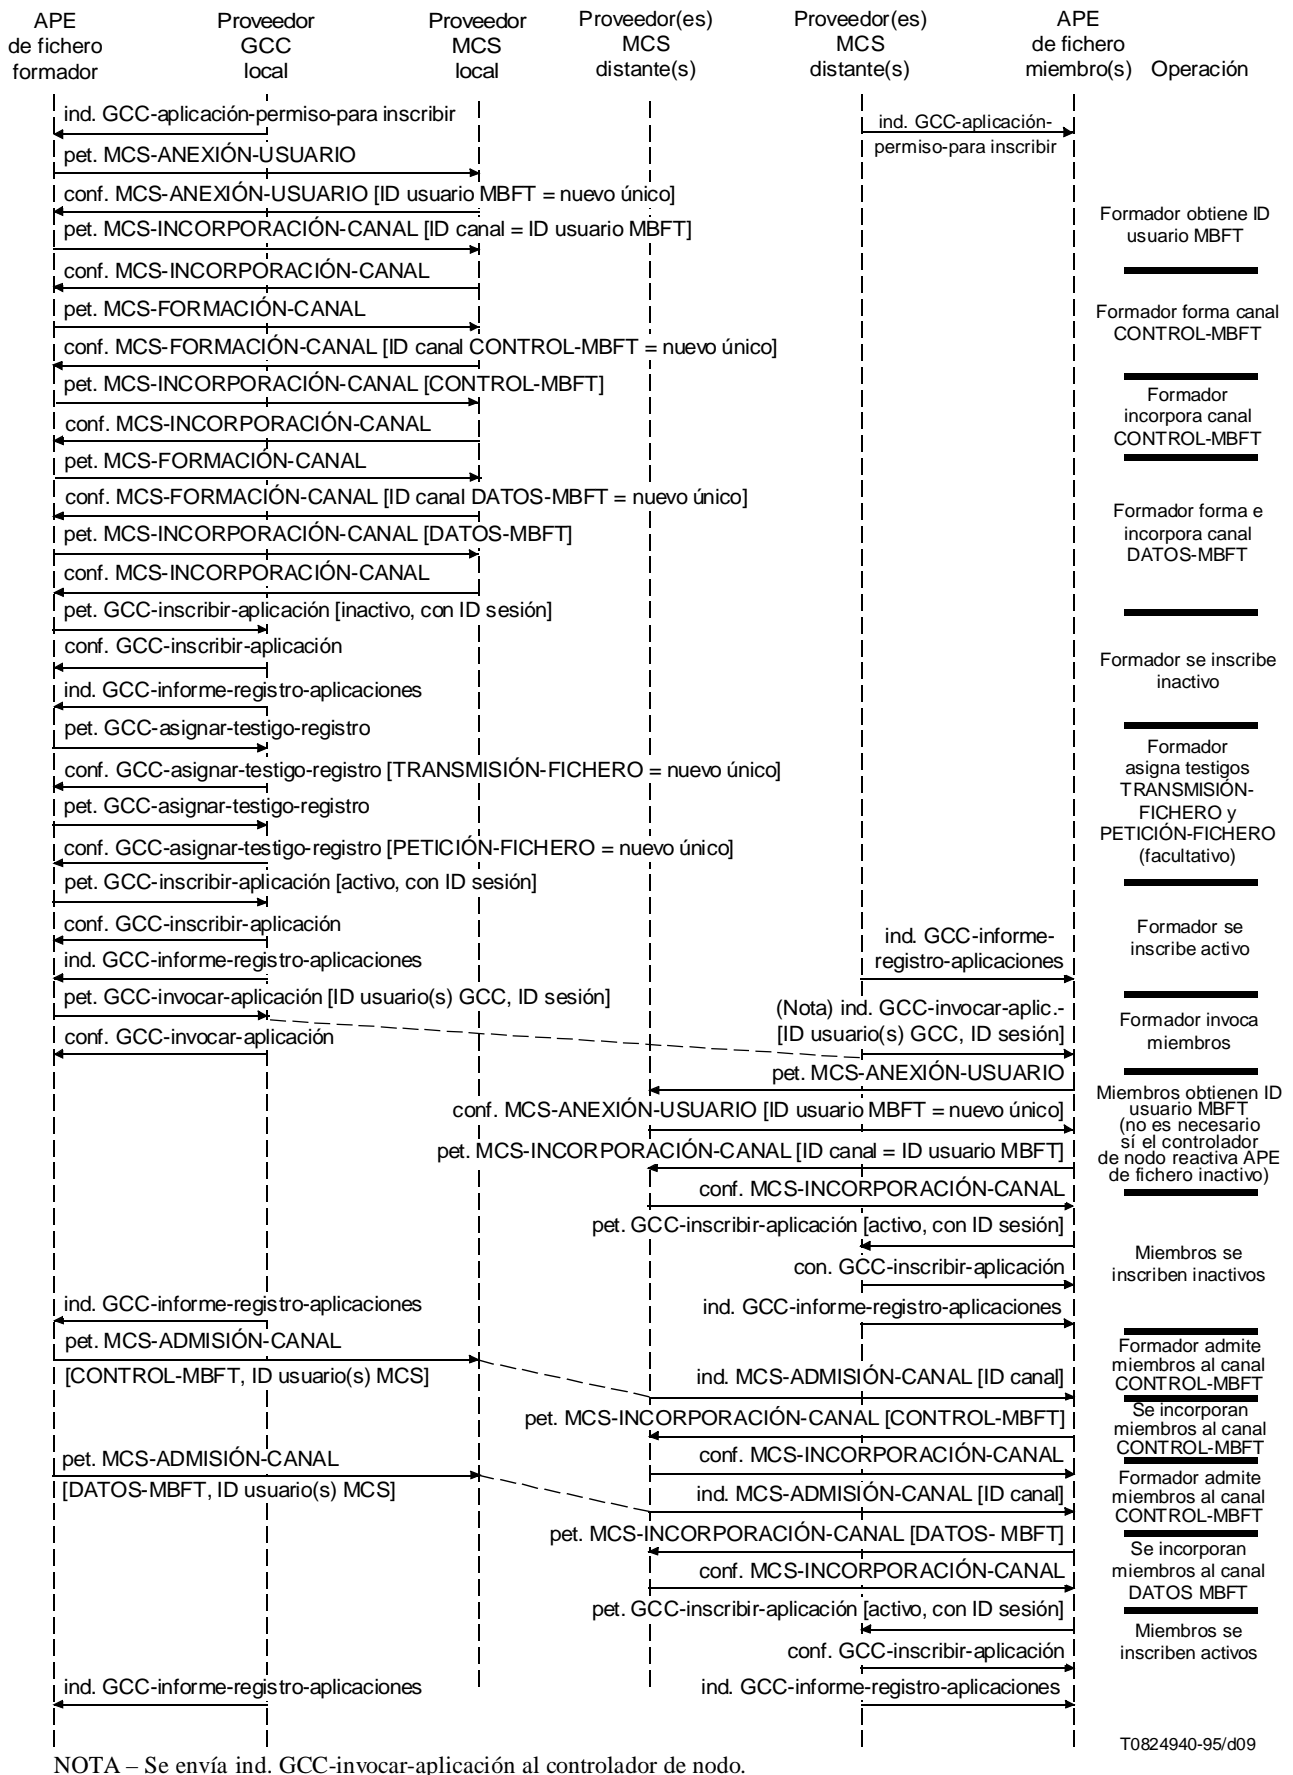 APE
de fichero
formador
Proveedor
GCC
local
Proveedor
MCS
local
Proveedor(es)
MCS
distante(s)
Proveedor(es)
MCS
distante(s)
APE
de fichero
miembro(s)
Operación
ind. GCC-aplicación-permiso-para inscribir
ind. GCC-aplicación-
permiso-para inscribir
pet. MCS-ANEXIÓN-USUARIO
conf. MCS-ANEXIÓN-USUARIO [ID usuario MBFT = nuevo único]
pet. MCS-INCORPORACIÓN-CANAL [ID canal = ID usuario MBFT]
Formador obtiene ID
usuario MBFT
conf. MCS-INCORPORACIÓN-CANAL
pet. MCS-FORMACIÓN-CANAL
Formador forma canal
CONTROL-MBFT
conf. MCS-FORMACIÓN-CANAL [ID canal CONTROL-MBFT = nuevo único]
pet. MCS-INCORPORACIÓN-CANAL [CONTROL-MBFT]
Formador
incorpora canal
CONTROL-MBFT
conf. MCS-INCORPORACIÓN-CANAL
pet. MCS-FORMACIÓN-CANAL
conf. MCS-FORMACIÓN-CANAL [ID canal DATOS-MBFT = nuevo único]
Formador forma e
incorpora canal
DATOS-MBFT
pet. MCS-INCORPORACIÓN-CANAL [DATOS-MBFT]
conf. MCS-INCORPORACIÓN-CANAL
pet. GCC-inscribir-aplicación [inactivo, con ID sesión]
conf. GCC-inscribir-aplicación
Formador se inscribe
inactivo
ind. GCC-informe-registro-aplicaciones
pet. GCC-asignar-testigo-registro
Formador
asigna testigos
TRANSMISIÓN-
FICHERO y
PETICIÓN-FICHERO
(facultativo)
conf. GCC-asignar-testigo-registro [TRANSMISIÓN-FICHERO = nuevo único]
pet. GCC-asignar-testigo-registro
conf. GCC-asignar-testigo-registro [PETICIÓN-FICHERO = nuevo único]
pet. GCC-inscribir-aplicación [activo, con ID sesión]
conf. GCC-inscribir-aplicación
Formador se
inscribe activo
ind. GCC-informe-
registro-aplicaciones
ind. GCC-informe-registro-aplicaciones
pet. GCC-invocar-aplicación [ID usuario(s) GCC, ID sesión]
(Nota) ind. GCC-invocar-aplic.-
[ID usuario(s) GCC, ID sesión]
Formador invoca
miembros
conf. GCC-invocar-aplicación
pet. MCS-ANEXIÓN-USUARIO
Miembros obtienen ID
usuario MBFT
(no es necesario
sí el controlador
de nodo reactiva APE
de fichero inactivo)
conf. MCS-ANEXIÓN-USUARIO [ID usuario MBFT = nuevo único]
pet. MCS-INCORPORACIÓN-CANAL [ID canal = ID usuario MBFT]
conf. MCS-INCORPORACIÓN-CANAL
pet. GCC-inscribir-aplicación [activo, con ID sesión]
Miembros se
inscriben inactivos
con. GCC-inscribir-aplicación
ind. GCC-informe-registro-aplicaciones
ind. GCC-informe-registro-aplicaciones
pet. MCS-ADMISIÓN-CANAL
[CONTROL-MBFT, ID usuario(s) MCS]
Formador admite
miembros al canal
CONTROL-MBFT
ind. MCS-ADMISIÓN-CANAL [ID canal]
pet. MCS-INCORPORACIÓN-CANAL [CONTROL-MBFT]
Se incorporan
miembros al canal
CONTROL-MBFT
conf. MCS-INCORPORACIÓN-CANAL
pet. MCS-ADMISIÓN-CANAL
[DATOS-MBFT, ID usuario(s) MCS]
Formador admite
miembros al canal
CONTROL-MBFT
ind. MCS-ADMISIÓN-CANAL [ID canal]
pet. MCS-INCORPORACIÓN-CANAL [DATOS- MBFT]
Se incorporan
miembros al canal
DATOS MBFT
conf. MCS-INCORPORACIÓN-CANAL
pet. GCC-inscribir-aplicación [activo, con ID sesión]
Miembros se
inscriben activos
conf. GCC-inscribir-aplicación
ind. GCC-informe-registro-aplicaciones
ind. GCC-informe-registro-aplicaciones
T0824940-95/d09
NOTA – Se envía ind. GCC-invocar-aplicación al controlador de nodo.